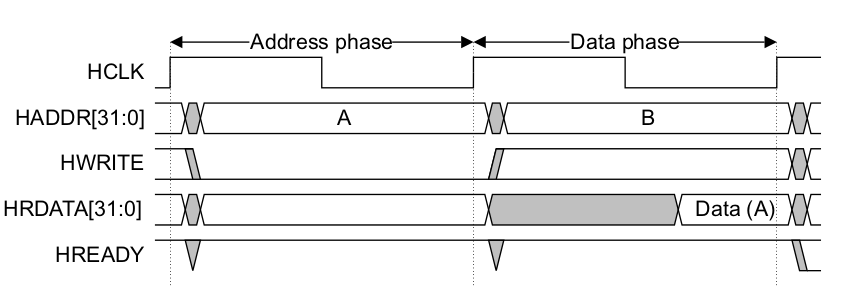 Address phase Data phase
HCLK
HADDR[31:0] A B
HWRITE
HRDATA[31:0] Data (A)
HREADY